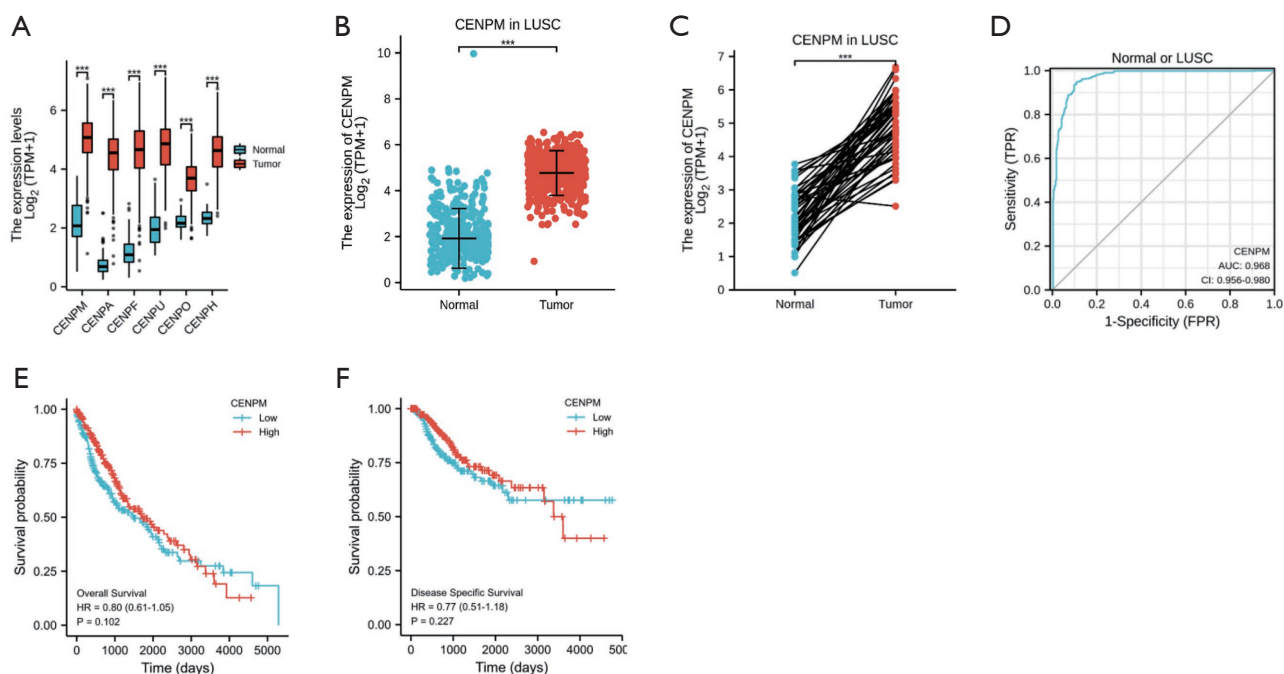 A
The expression levels
Log2 (TPM+1)
6
4
2
0
***
***
***
***
***
***
Normal
Tumor
CENPM
CENPA
CENPF
CENPU
CENPO
CENPH
B
CENPM in LUSC
***
The expression of CENPM
Log2 (TPM+1)
10
8
6
4
2
0
Normal
Tumor
C
CENPM in LUSC
***
The expression of CENPM
Log2 (TPM+1)
7
6
5
4
3
2
1
0
Normal
Tumor
D
Normal or LUSC
Sensitivity (TPR)
1.0
0.8
0.6
0.4
0.2
0.0
CENPM
AUC: 0.968
CI: 0.956-0.980
0.0 0.2 0.4 0.6 0.8 1.0
1-Specificity (FPR)
E
CENPM
Low
High
Survival probability
1.00
0.75
0.50
0.25
0.00
Overall Survival
HR = 0.80 (0.61-1.05)
P = 0.102
0 1000 2000 3000 4000 5000
Time (days)
F
CENPM
Low
High
Survival probability
1.00
0.75
0.50
0.25
0.00
Disease Specific Survival
HR = 0.77 (0.51-1.18)
P = 0.227
0 1000 2000 3000 4000 500
Time (days)